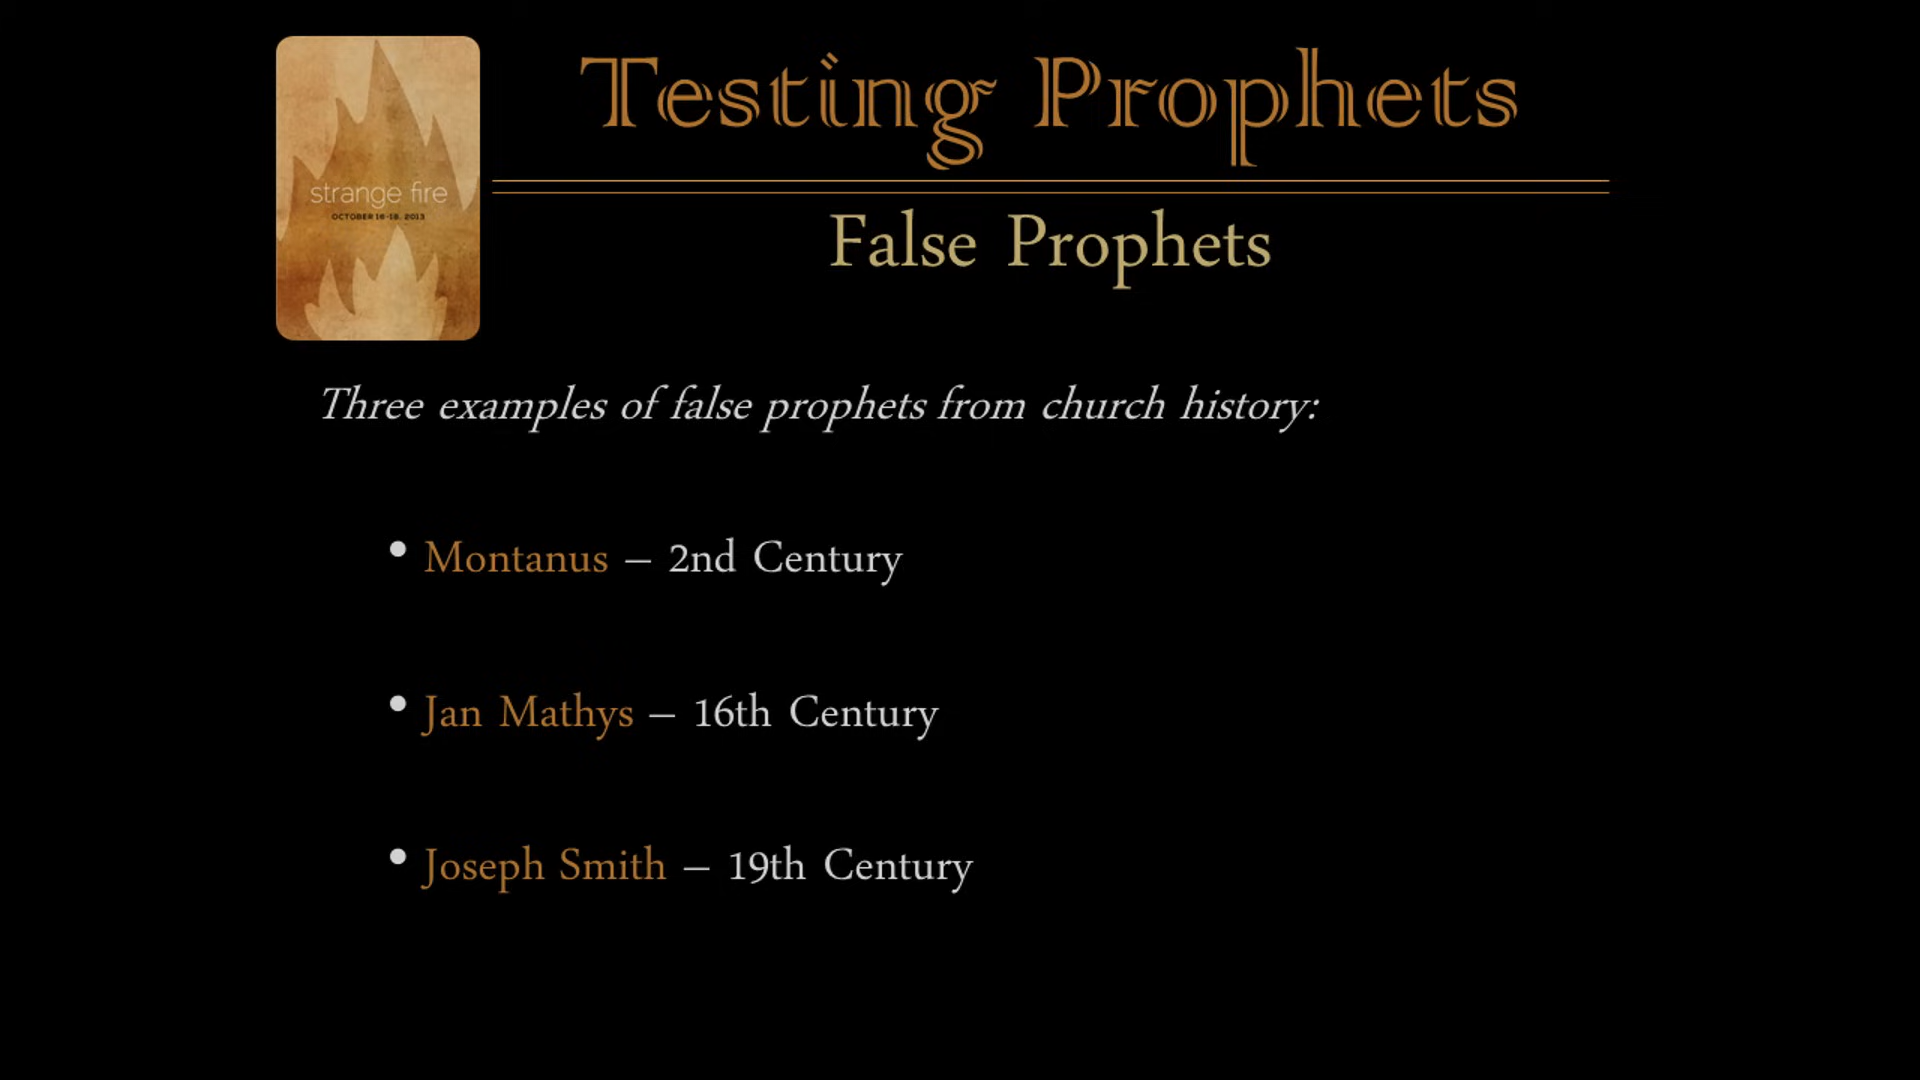 Testing Prophets
strange fire
OCTOBER 16-18, 2013
False Prophets
Three examples of false prophets from church history:
• Montanus – 2nd Century
• Jan Mathys – 16th Century
• Joseph Smith – 19th Century